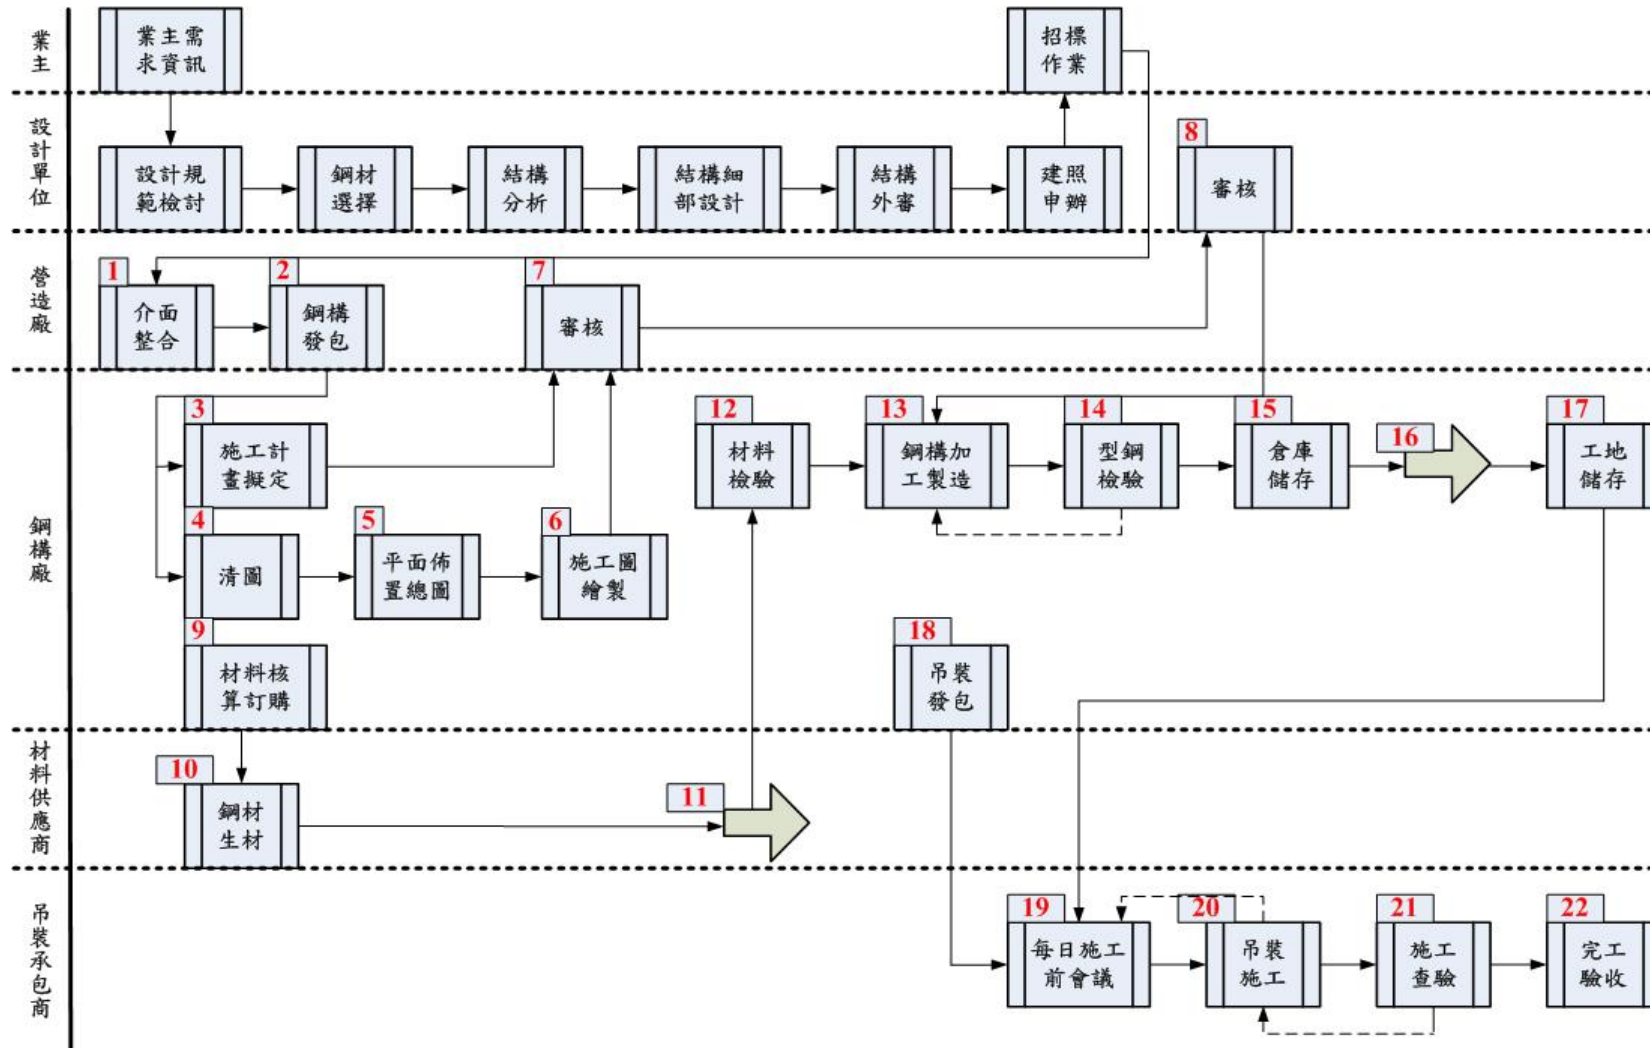 業主
業主需
求資訊
招標
作業
設計單位
設計規
範檢討
鋼材
選擇
結構
分析
結構細
部設計
結構
外審
建照
申辦
8
審核
營造廠
1
介面
整合
2
鋼構
發包
7
審核
鋼構廠
3
施工計
畫擬定
12
材料
檢驗
13
鋼構加
工製造
14
型鋼
檢驗
15
倉庫
儲存
16
17
工地
儲存
4
清圖
5
平面佈
置總圖
6
施工圖
繪製
9
材料核
算訂購
18
吊裝
發包
材料供應商
10
鋼材
生材
11
吊裝承包商
19
每日施工
前會議
20
吊裝
施工
21
施工
查驗
22
完工
驗收